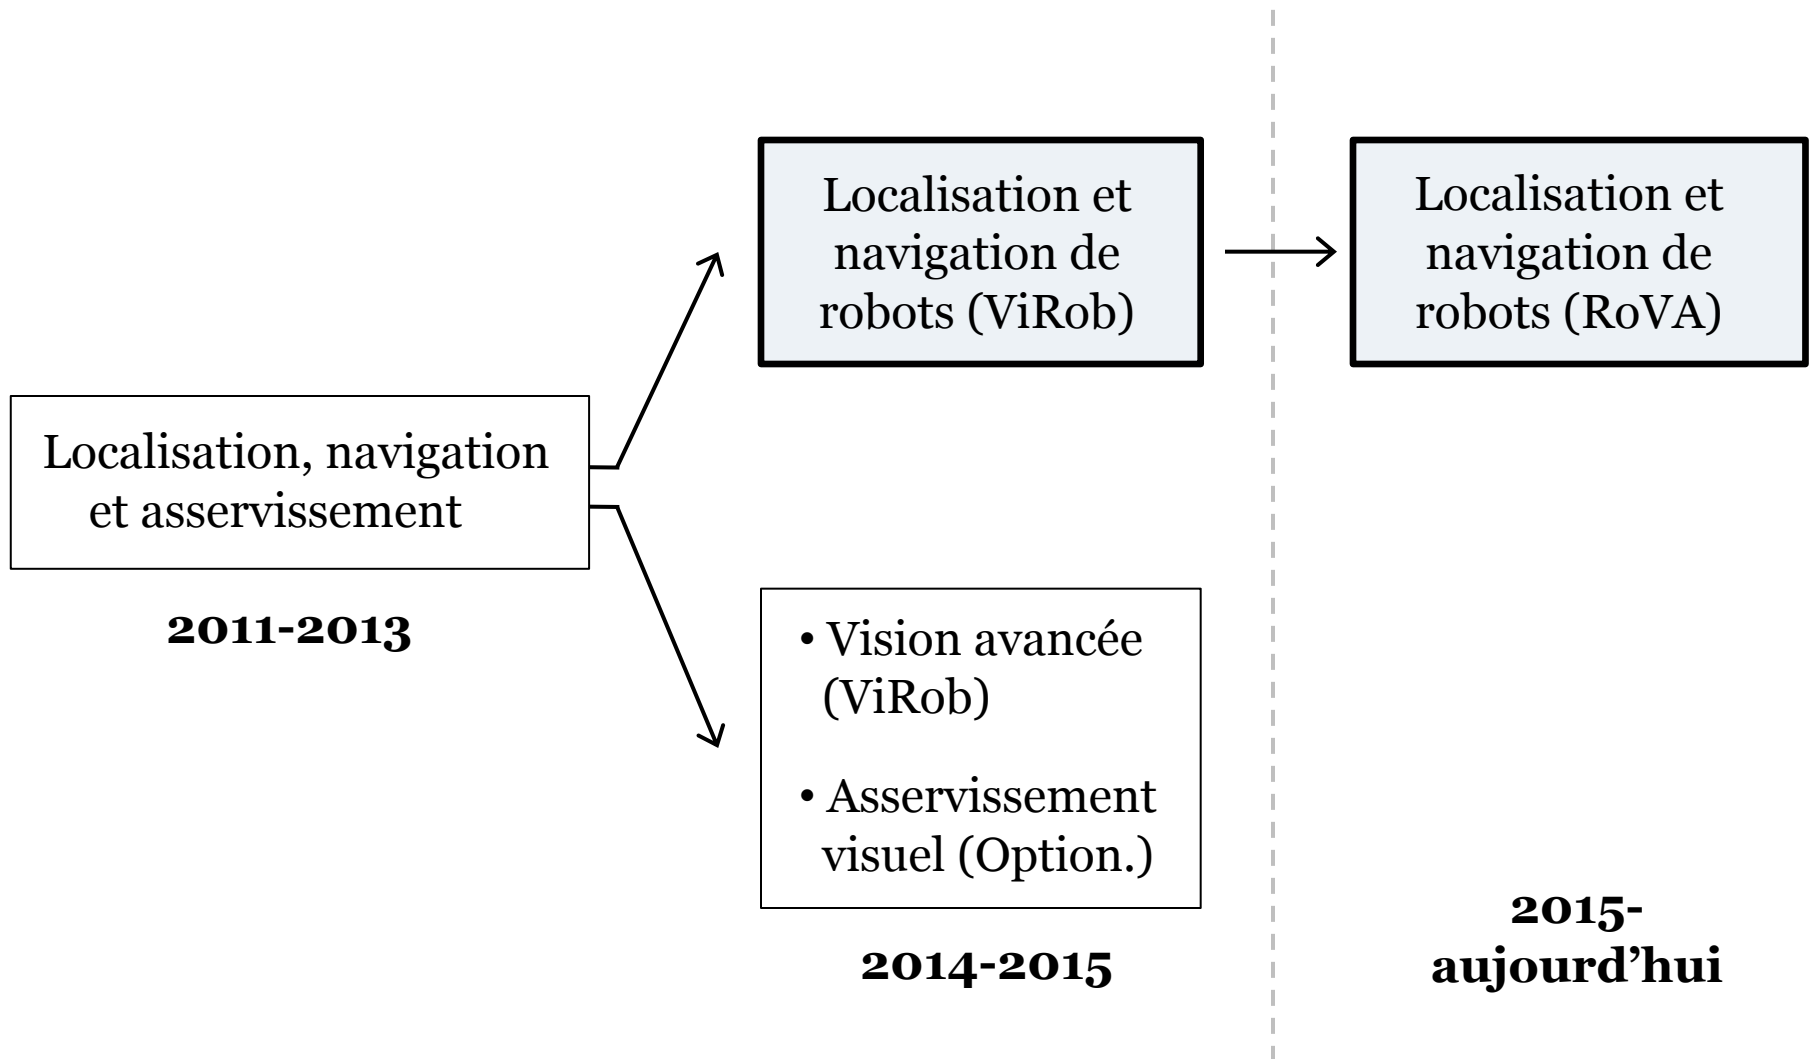 Localisation, navigation
et asservissement
2011-2013
Localisation et
navigation de
robots (ViRob)
• Vision avancée
(ViRob)
• Asservissement
visuel (Option.)
2014-2015
Localisation et
navigation de
robots (RoVA)
2015-
aujourd’hui